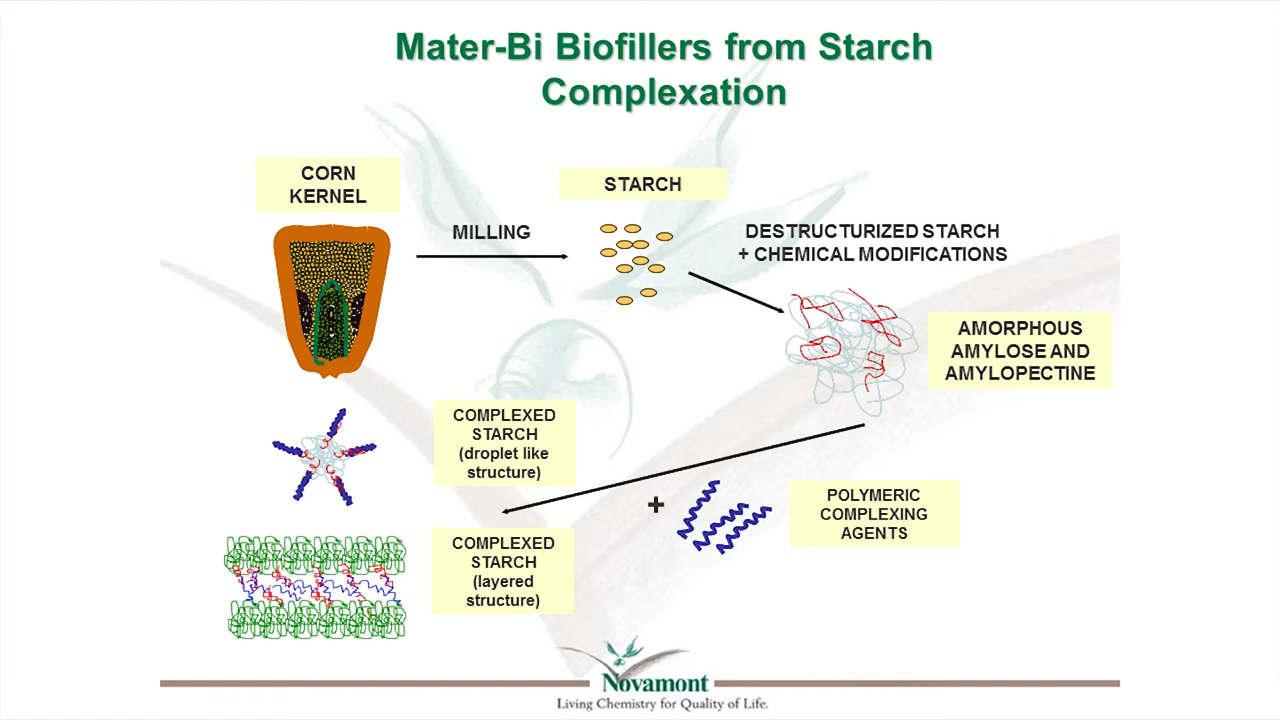 Mater-Bi Biofillers from Starch
Complexation
CORN
KERNEL
MILLING
STARCH
DESTRUCTURIZED STARCH
+ CHEMICAL MODIFICATIONS
AMORPHOUS
AMYLOSE AND
AMYLOPECTINE
COMPLEXED
STARCH
(droplet like
structure)
+
POLYMERIC
COMPLEXING
AGENTS
COMPLEXED
STARCH
(layered
structure)
Novamont
Living Chemistry for Quality of Life.